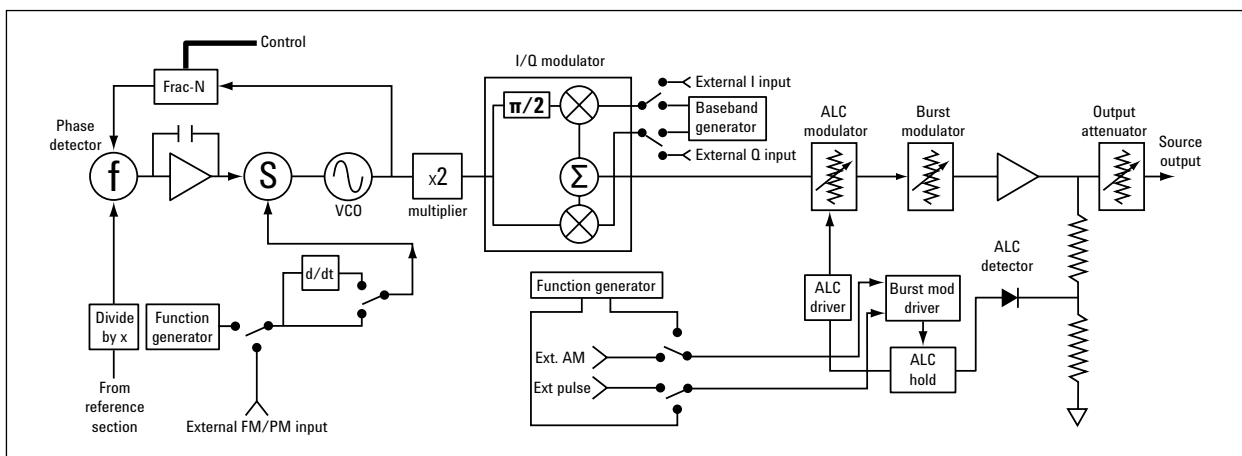 Control
Frac-N
Phase
detector
f
S
VCO
x2
multiplier
I/Q modulator
π/2
Σ
External I input
Baseband
generator
External Q input
ALC
modulator
Burst
modulator
Output
attenuator
Source
output
d/dt
Divide
by x
Function
generator
From
reference
section
External FM/PM input
Function generator
Ext. AM
Ext pulse
ALC
driver
Burst mod
driver
ALC
hold
ALC
detector